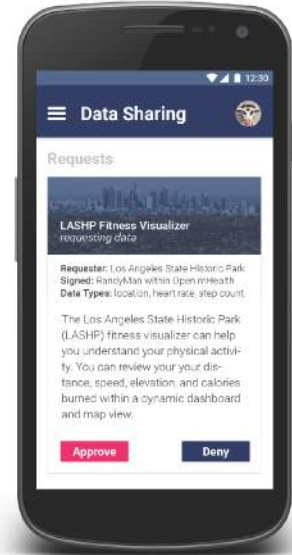 12:30
Data Sharing
Requests
LASHP Fitness Visualizer
requesting data
Requester: Los Angeles State Historic Park
Signed: RandyMan within Open mHealth
Data Types: location, heart rate, step count
The Los Angeles State Historic Park
(LASHP) fitness visualizer can help
you understand your physical activi-
ty. You can review your your dis-
tance, speed, elevation, and calories
burned within a dynamic dashboard
and map view.
Approve
Deny